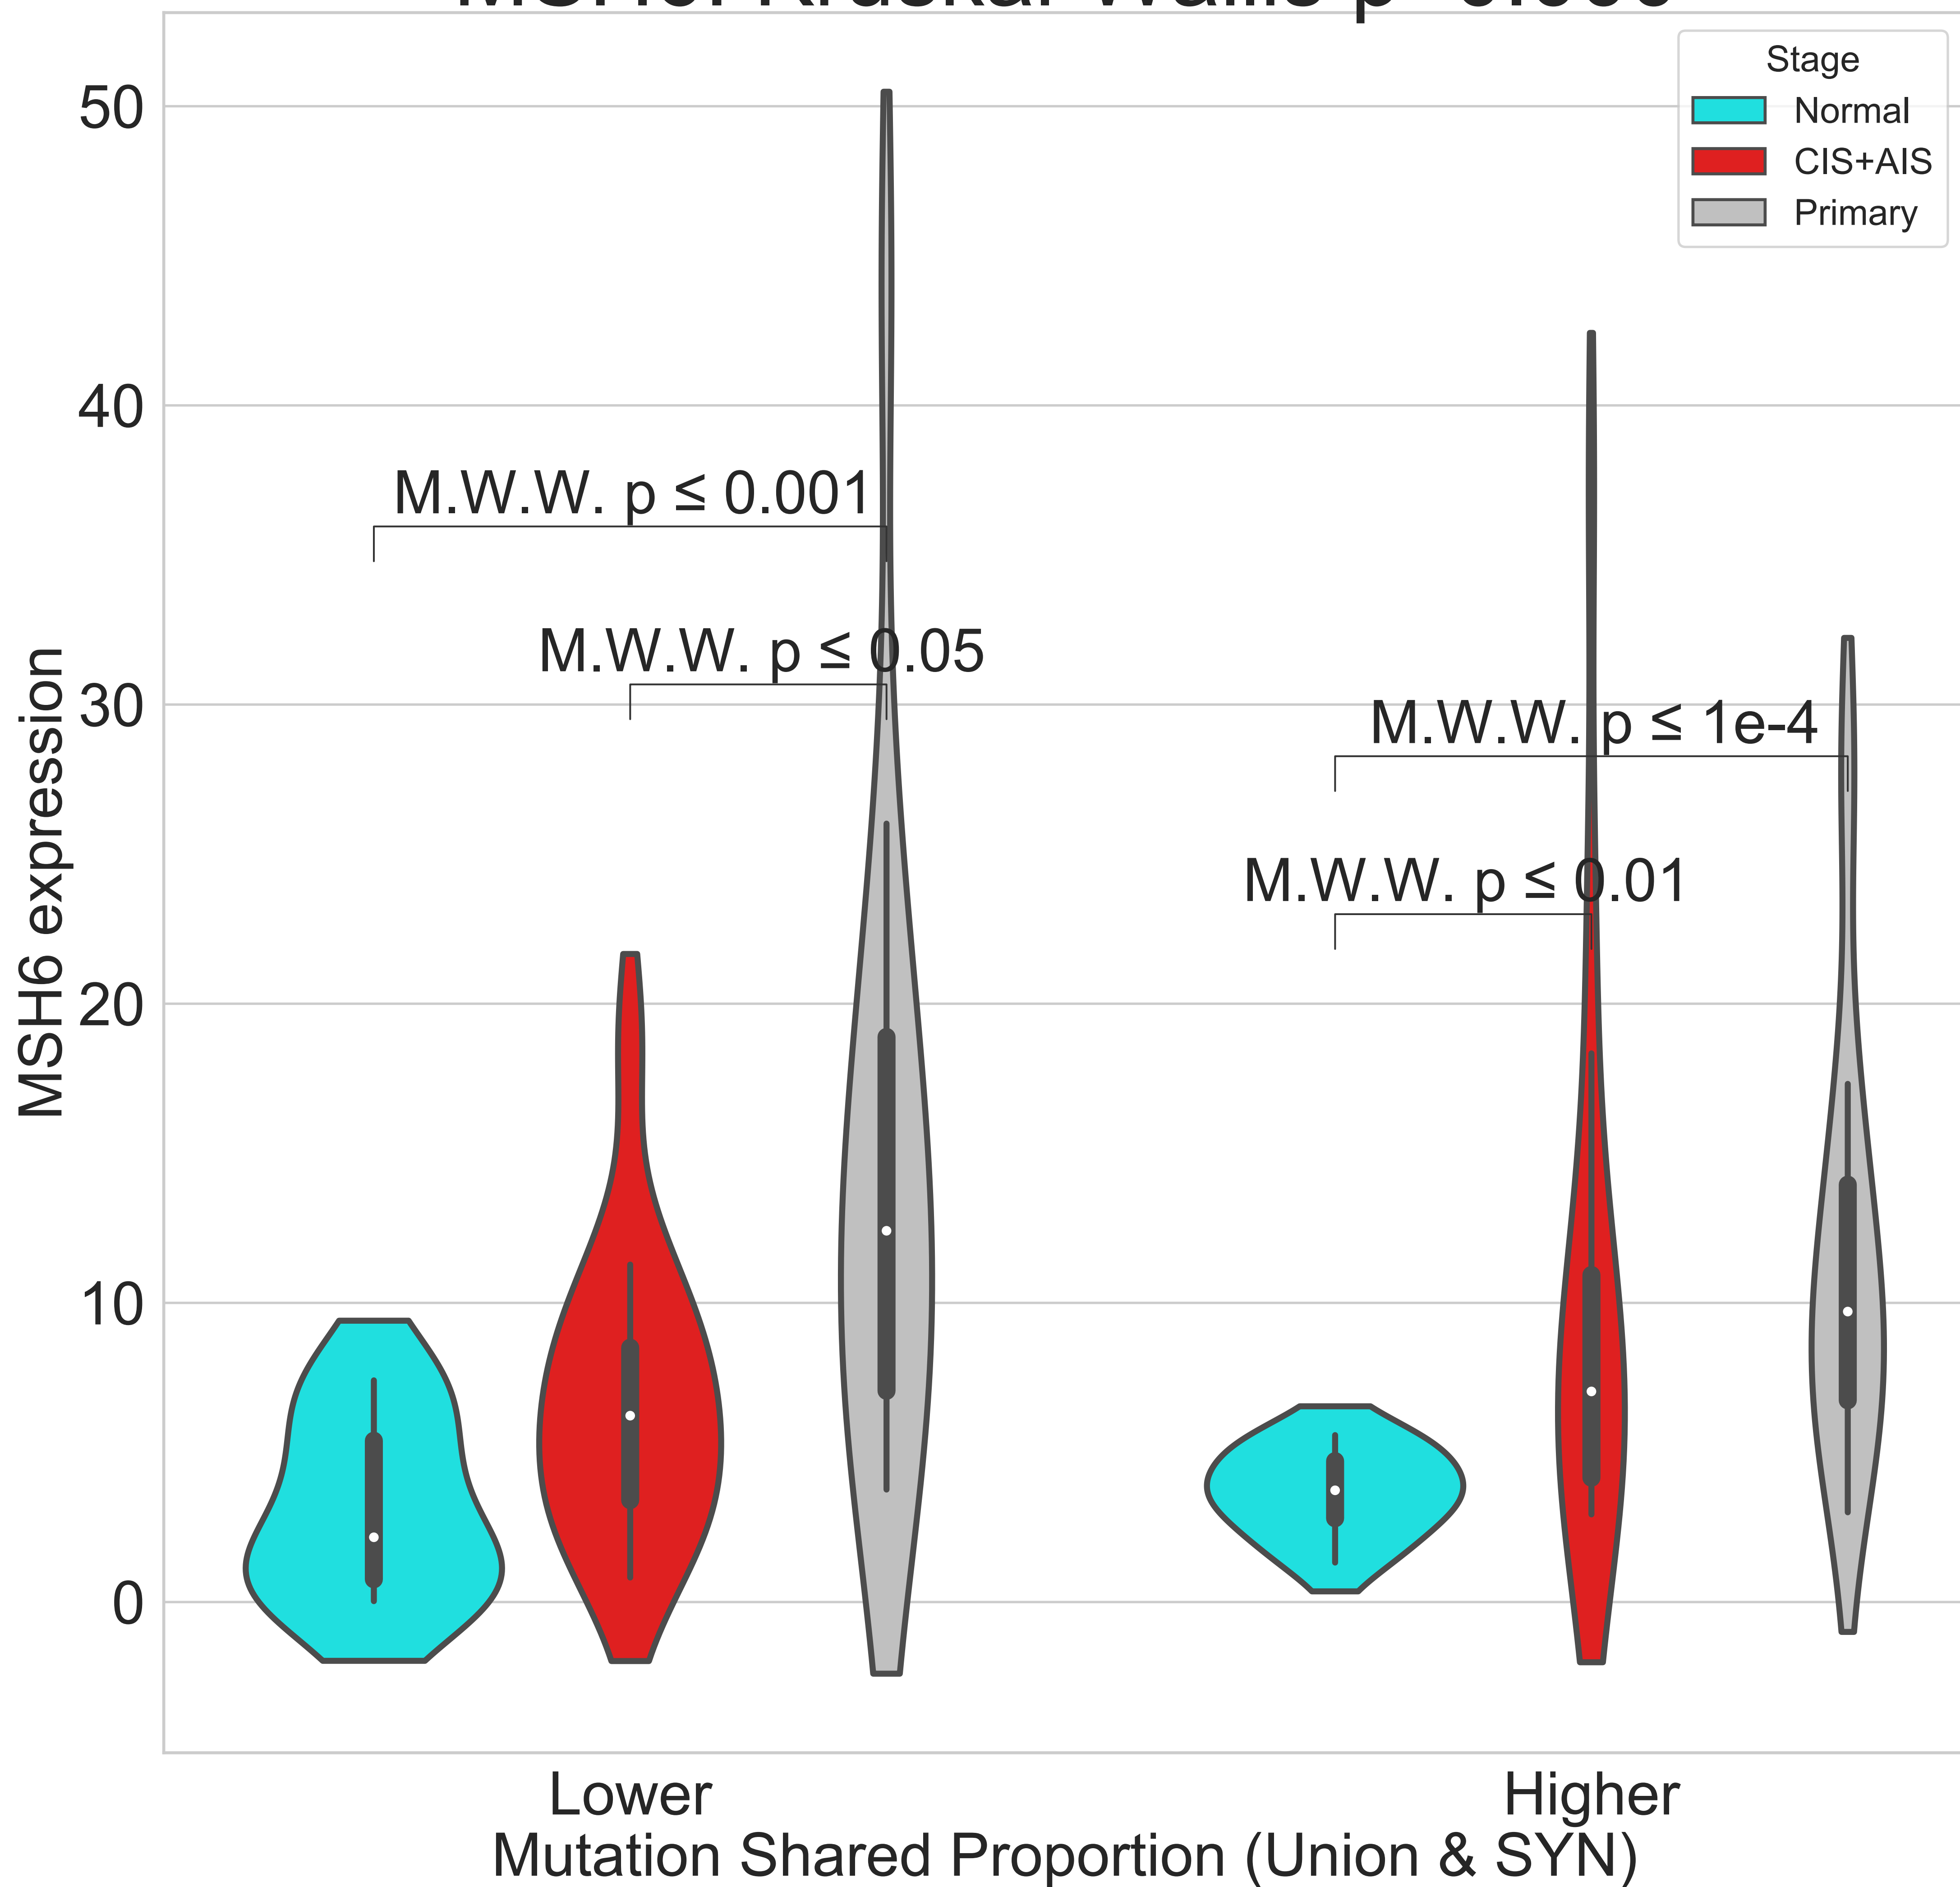 Stage
Normal
CIS+AIS
Primary
50
40
30
20
10
0
MSH6 expression
M.W.W. p ≤ 0.001
M.W.W. p ≤ 0.05
M.W.W. p ≤ 1e-4
M.W.W. p ≤ 0.01
Lower
Higher
Mutation Shared Proportion (Union & SYN)